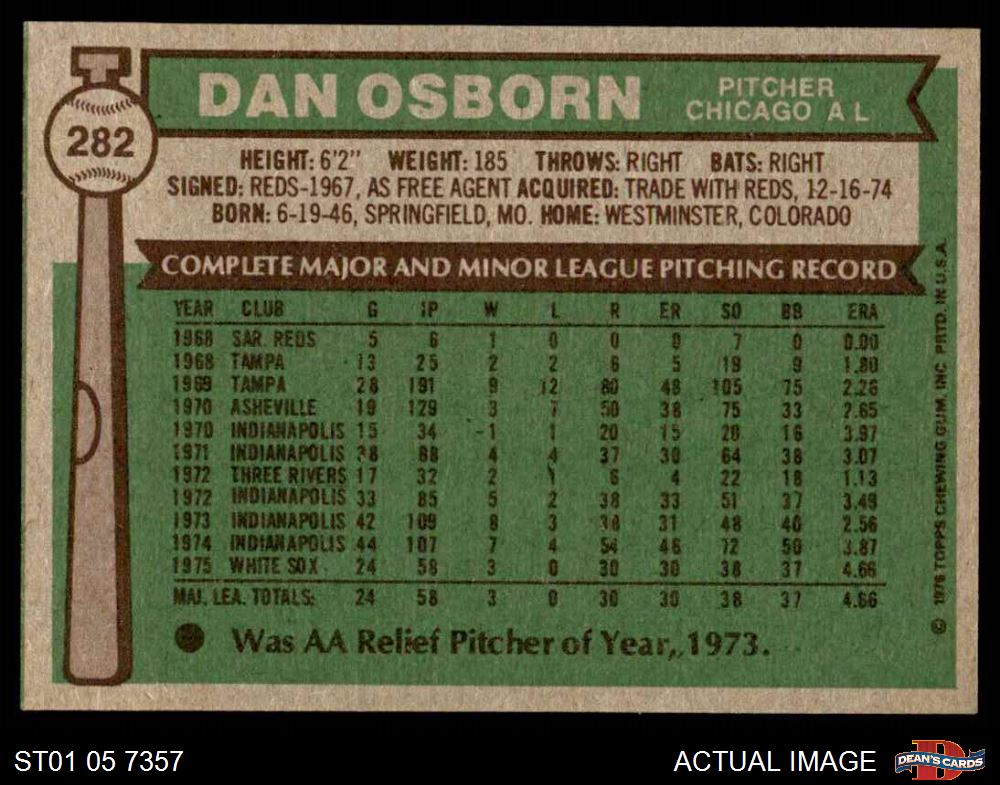 282
DAN OSBORN
PITCHER
CHICAGO A L
HEIGHT: 6'2" WEIGHT: 185 THROWS: RIGHT BATS: RIGHT
SIGNED: REDS-1967, AS FREE AGENT ACQUIRED: TRADE WITH REDS, 12-16-74
BORN: 6-19-46, SPRINGFIELD, MO. HOME: WESTMINSTER, COLORADO
COMPLETE MAJOR AND MINOR LEAGUE PITCHING RECORD
YEAR CLUB G IP W L R ER SO BB ERA
1968 SAR. REDS 5 6 1 0 0 0 7 0 0.00
1968 TAMPA 13 25 2 2 6 5 19 9 1.80
1969 TAMPA 28 191 9 12 80 48 105 75 2.26
1970 ASHEVILLE 19 129 3 7 50 38 75 33 2.65
1970 INDIANAPOLIS 15 34 -1 1 20 15 20 16 3.97
1971 INDIANAPOLIS 38 88 4 4 37 30 64 38 3.07
1972 THREE RIVERS 17 32 2 1 6 4 22 18 1.13
1972 INDIANAPOLIS 33 85 5 2 38 33 51 37 3.49
1973 INDIANAPOLIS 42 109 8 3 31 48 40 2.56
1974 INDIANAPOLIS 44 107 7 4 54 46 72 50 3.87
1975 WHITE SOX 24 58 3 0 30 30 38 37 4.66
MAJ. LEA. TOTALS: 24 58 3 0 30 30 38 37 4.66
Was AA Relief Pitcher of Year,, 1973.
© 1976 TOPPS CHEWING GUM, INC PRTD. IN U.S.A.
ST01 05 7357
ACTUAL IMAGE
D
DEAN'S CARDS